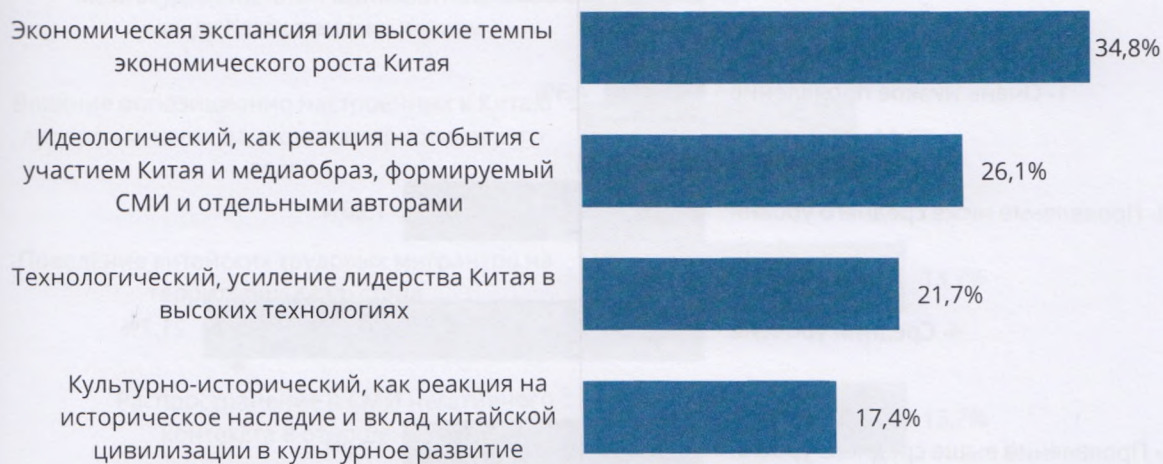 Экономическая экспансия или высокие темпы
экономического роста Китая
34,8%
Идеологический, как реакция на события с
участием Китая и медиаобраз, формируемый
СМИ и отдельными авторами
26,1%
Технологический, усиление лидерства Китая в
высоких технологиях
21,7%
Культурно-исторический, как реакция на
историческое наследие и вклад китайской
цивилизации в культурное развитие
17,4%